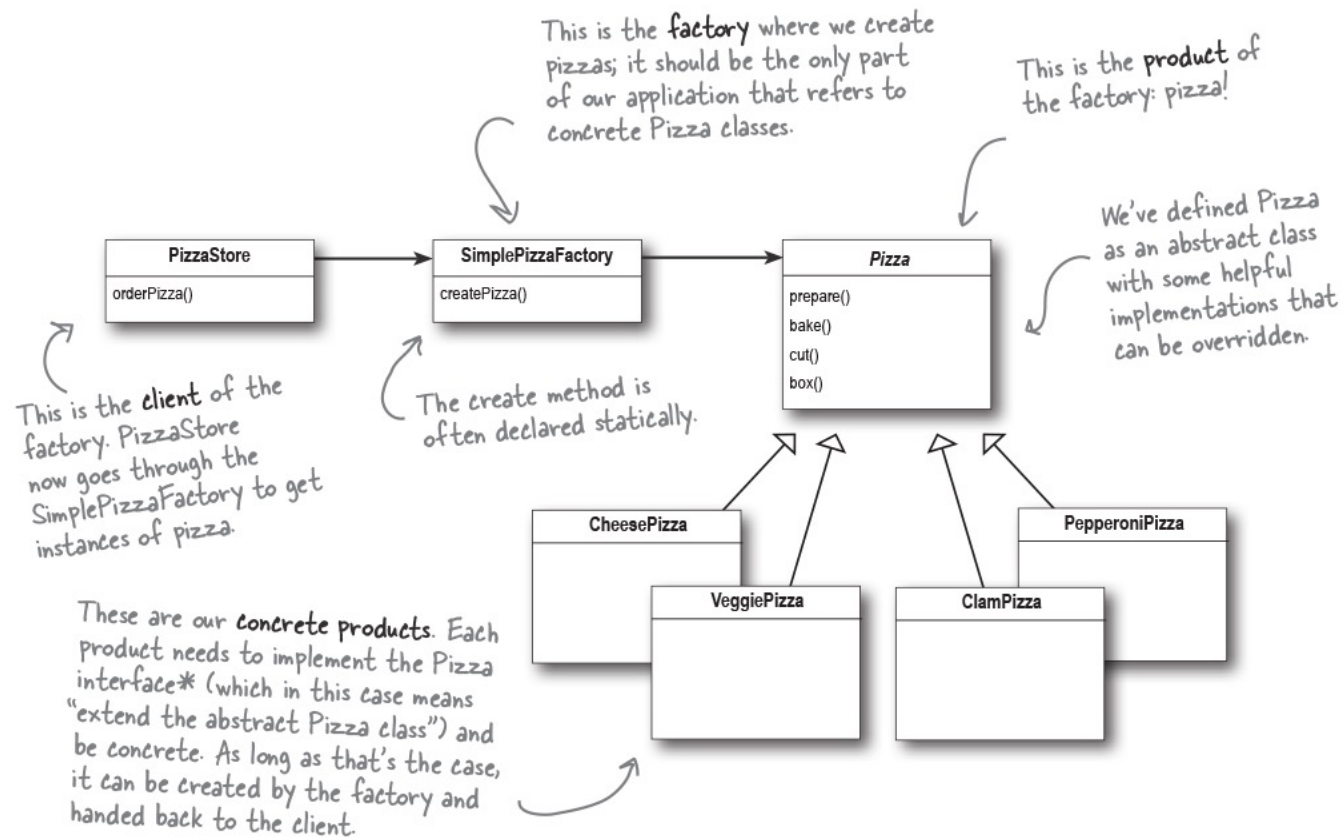 This is the factory where we create
pizzas; it should be the only part
of our application that refers to
concrete Pizza classes.
This is the product of
the factory: pizza!
We've defined Pizza
as an abstract class
with some helpful
implementations that
can be overridden.
PizzaStore
orderPizza()
SimplePizzaFactory
createPizza()
Pizza
prepare()
bake()
cut()
box()
This is the client of the
factory. PizzaStore
now goes through the
SimplePizzaFactory to get
instances of pizza.
The create method is
often declared statically.
CheesePizza
VeggiePizza
ClamPizza
PepperoniPizza
These are our concrete products. Each
product needs to implement the Pizza
interface* (which in this case means
"extend the abstract Pizza class") and
be concrete. As long as that's the case,
it can be created by the factory and
handed back to the client.